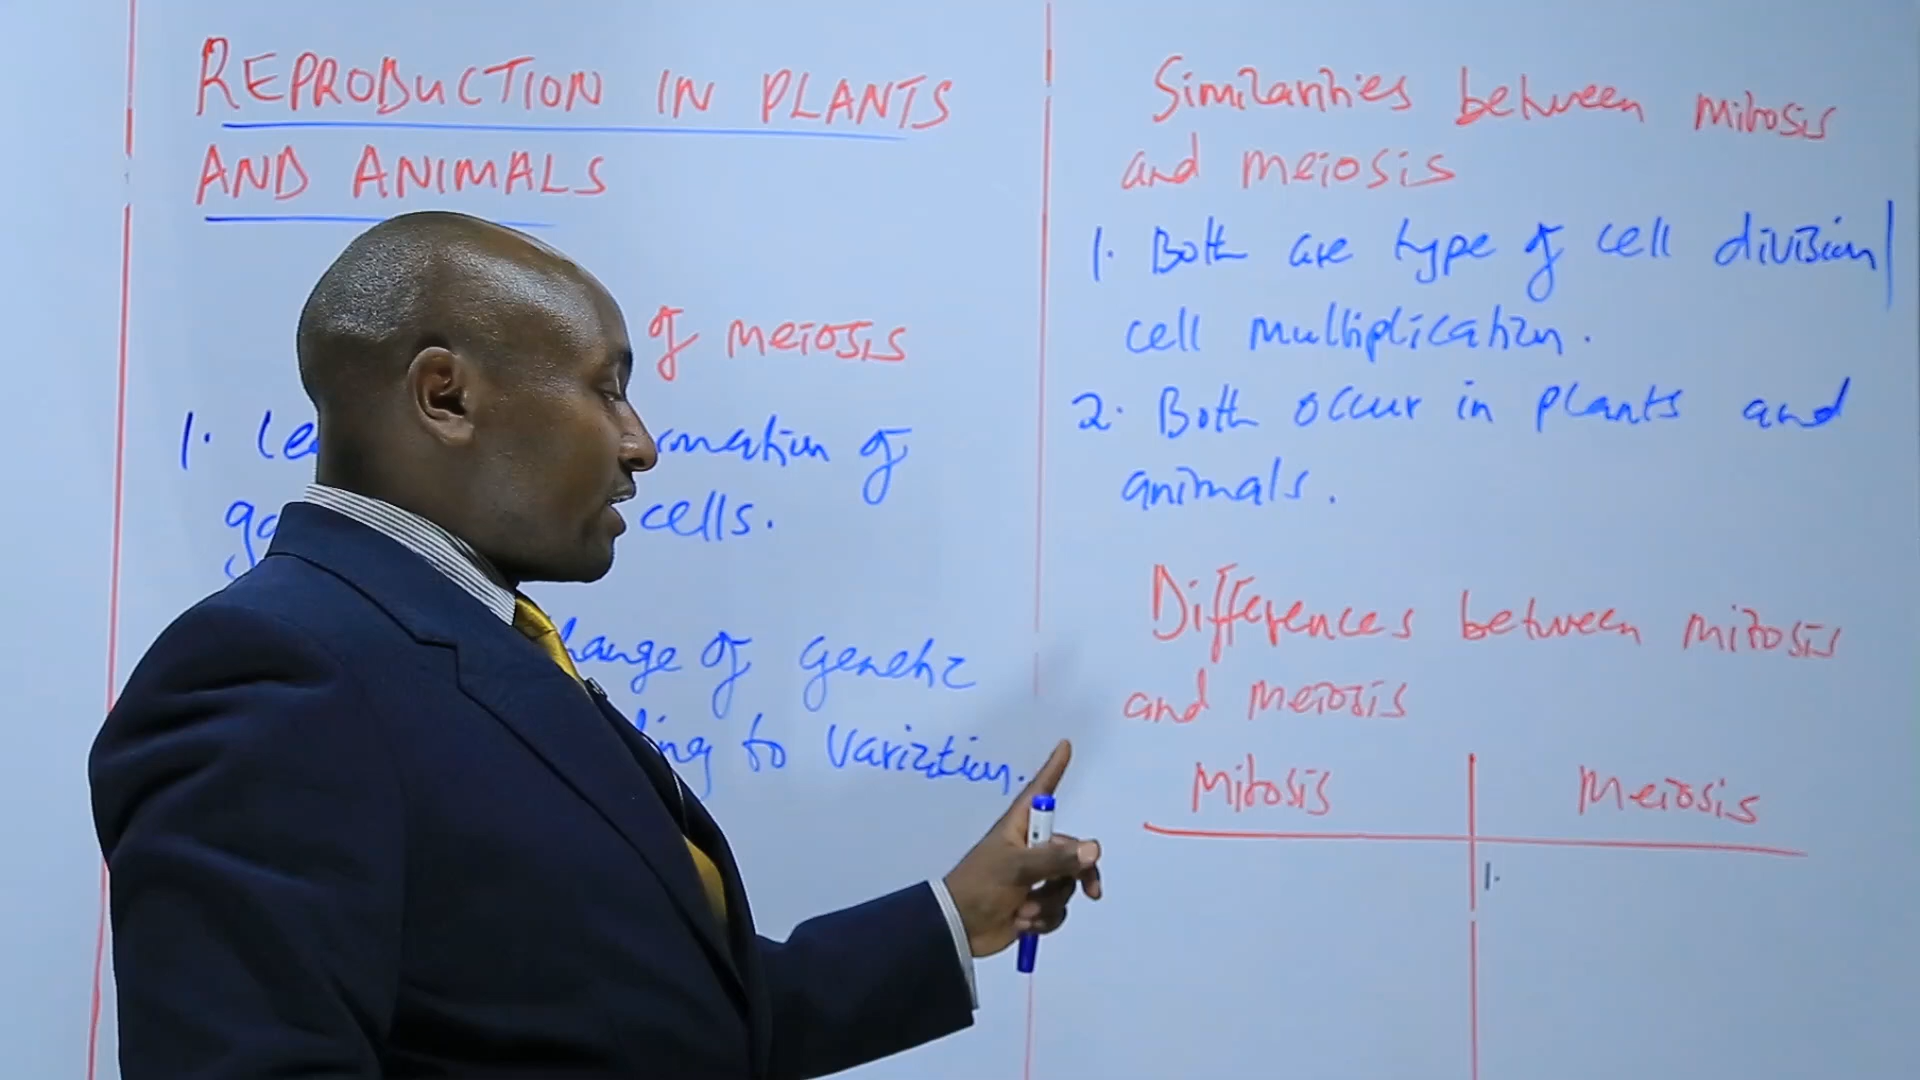 REPRODUCTION IN PLANTS
AND ANIMALS
of meiosis
1.
of
cells.
of genetic
to variation.
Similarities between mitosis
and meiosis
1. Both are type of cell division/
cell multiplication.
2. Both occur in plants and
animals.
Differences between mitosis
and meiosis
Mitosis
Meiosis
1.